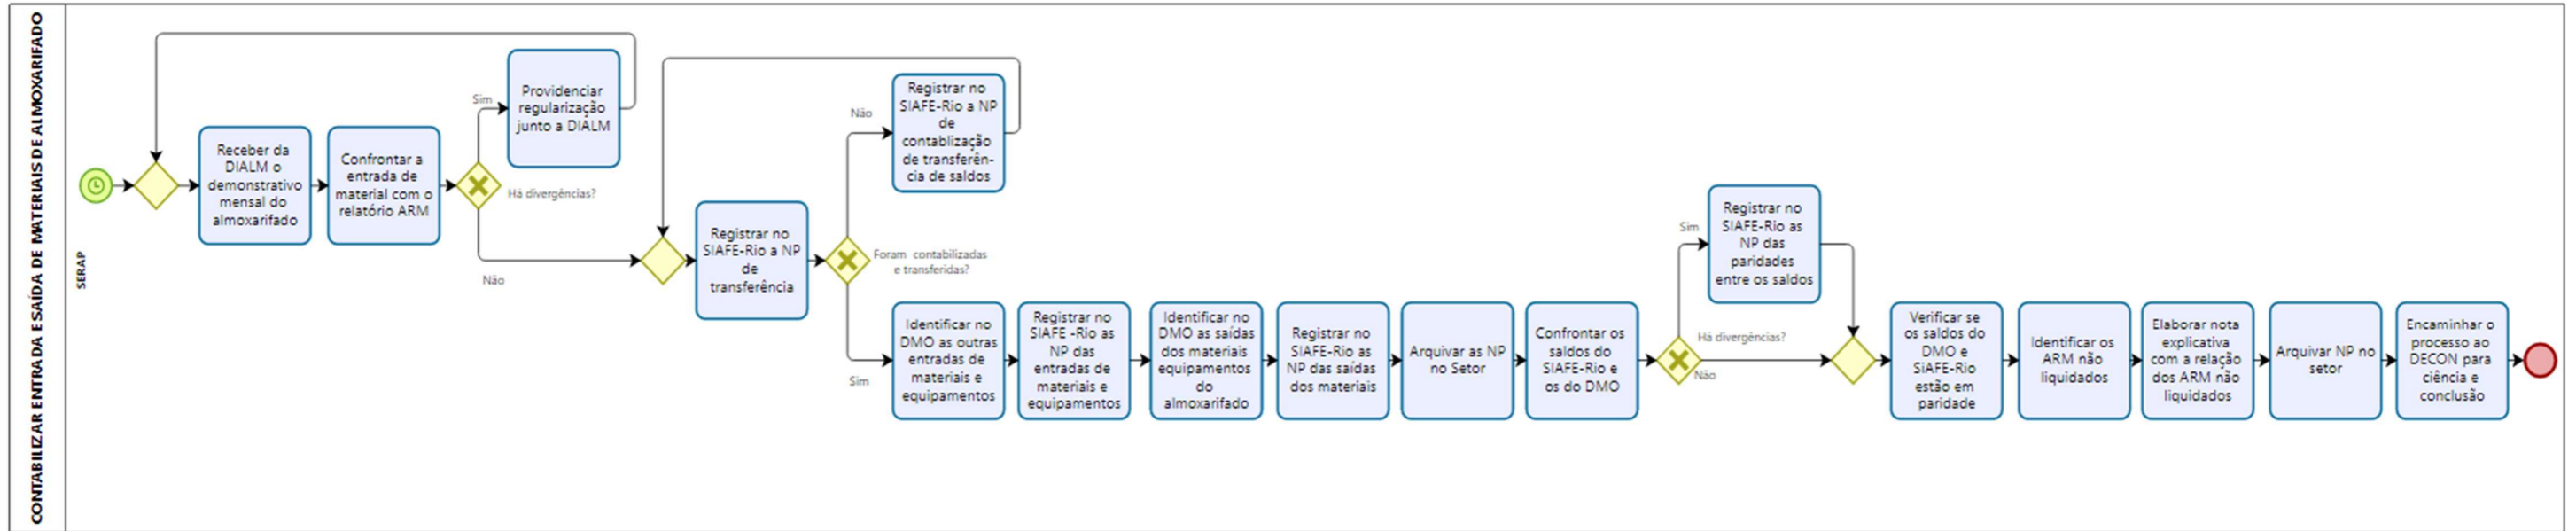 CONTABILIZAR ENTRADA ESAÍDA DE MATERIAIS DE ALMOXARIFADO
SERAP
Receber da
DIALM o
demonstrativo
mensal do
almoxarifado
Confrontar a
entrada de
material com o
relatório ARM
Há divergências?
Sim
Providenciar
regularização
junto a DIALM
Não
Registrar no
SIAFE-Rio a NP
de
transferência
Foram contabilizadas
e transferidas?
Não
Registrar no
SIAFE-Rio a NP
de
contablização
de transferên-
cia de saldos
Sim
Identificar no
DMO as outras
entradas de
materiais e
equipamentos
Registrar no
SIAFE -Rio as
NP das
entradas de
materiais e
equipamentos
Identificar no
DMO as saídas
dos materiais
equipamentos
do
almoxarifado
Registrar no
SIAFE-Rio as
NP das saídas
dos materiais
Arquivar as NP
no Setor
Confrontar os
saldos do
SIAFE-Rio e
os do DMO
Há divergências?
Sim
Registrar no
SIAFE-Rio as
NP das
paridades
entre os saldos
Não
Verificar se
os saldos do
DMO e
SIAFE-Rio
estão em
paridade
Identificar os
ARM não
liquidados
Elaborar nota
explicativa
com a relação
dos ARM não
liquidados
Arquivar NP no
setor
Encaminhar o
processo ao
DECON para
ciência e
conclusão